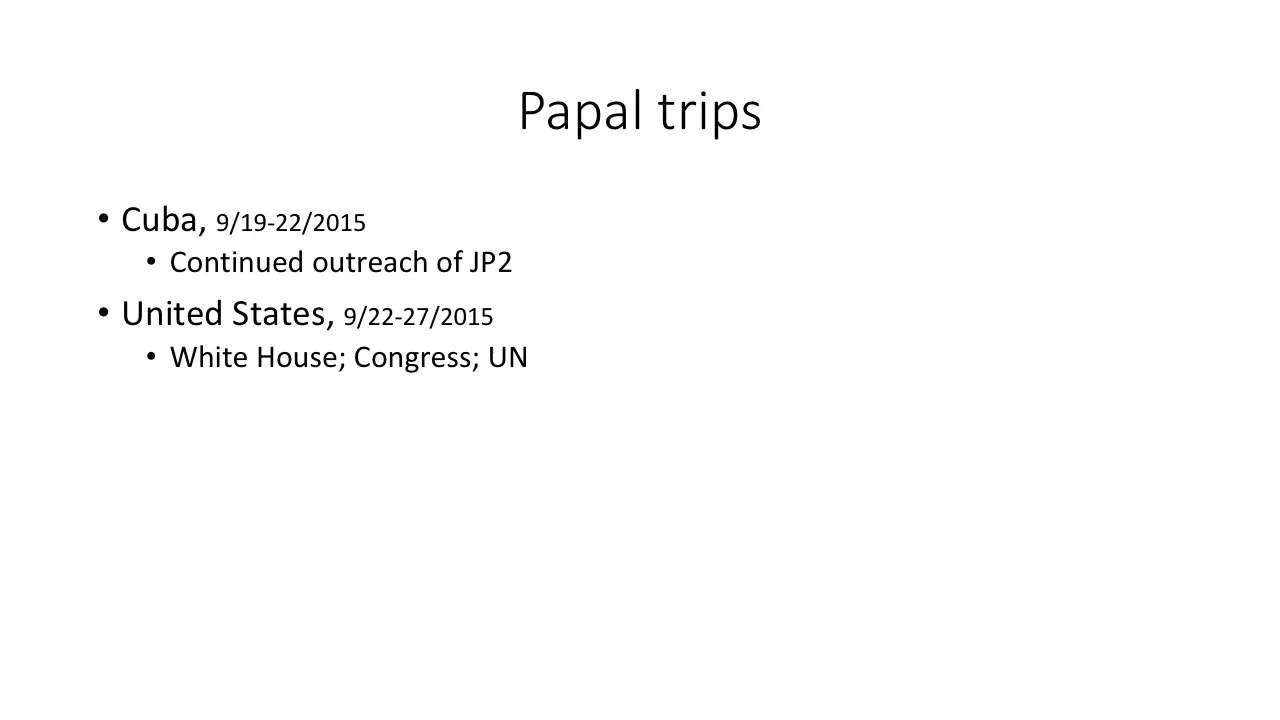 Papal trips
• Cuba, 9/19-22/2015
• Continued outreach of JP2
• United States, 9/22-27/2015
• White House; Congress; UN